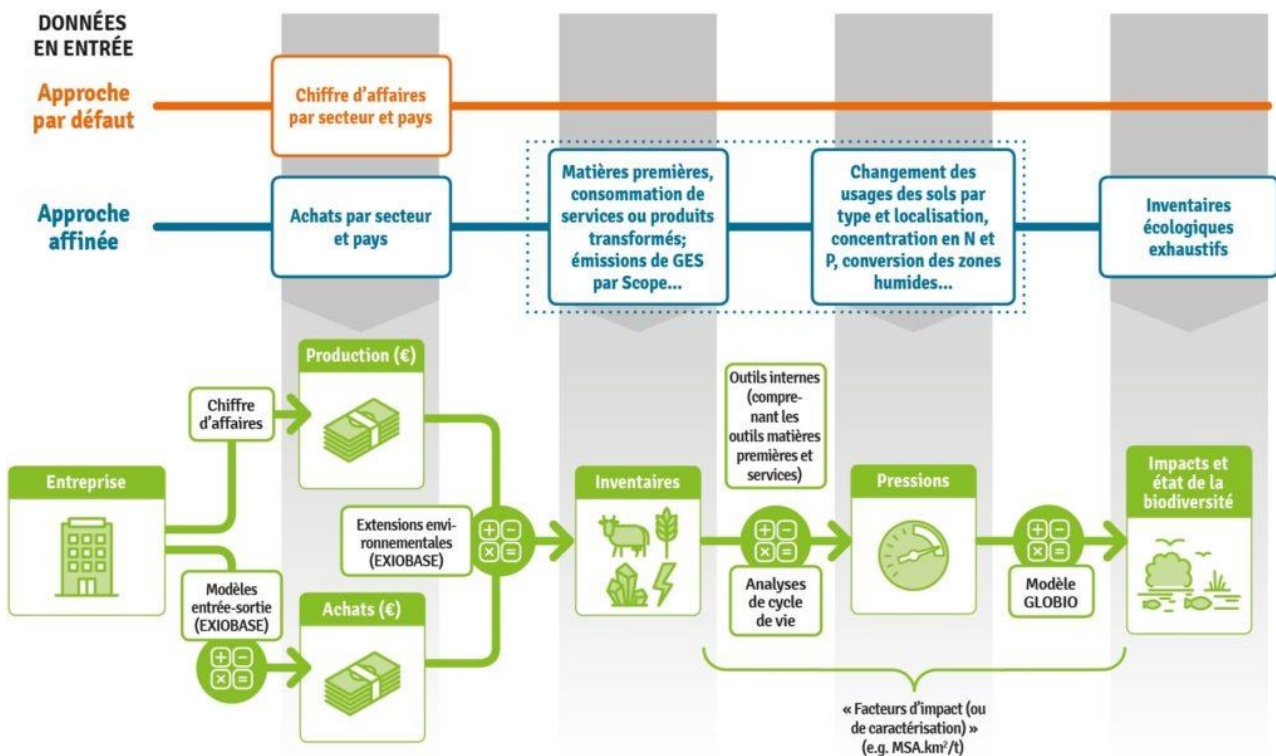 DONNÉES
EN ENTRÉE
Approche
par défaut
Chiffre d'affaires
par secteur et pays
Approche
affinée
Achats par secteur
et pays
Matières premières,
consommation de
services ou produits
transformés;
émissions de GES
par Scope...
Changement des
usages des sols par
type et localisation,
concentration en N et
P, conversion des zones
humides...
Inventaires
écologiques
exhaustifs
Entreprise
Chiffre
d'affaires
Modèles
entrée-sortie
(EXIOBASE)
Production (€)
Achats (€)
Extensions envi-
ronnementales
(EXIOBASE)
Inventaires
Outils internes
(compre-
nant les
outils matières
premières et
services)
Analyses
de cycle
de vie
Pressions
Modèle
GLOBIO
Impacts et
état de la
biodiversité
« Facteurs d'impact (ou
de caractérisation) »
(e.g. MSA.km²/t)